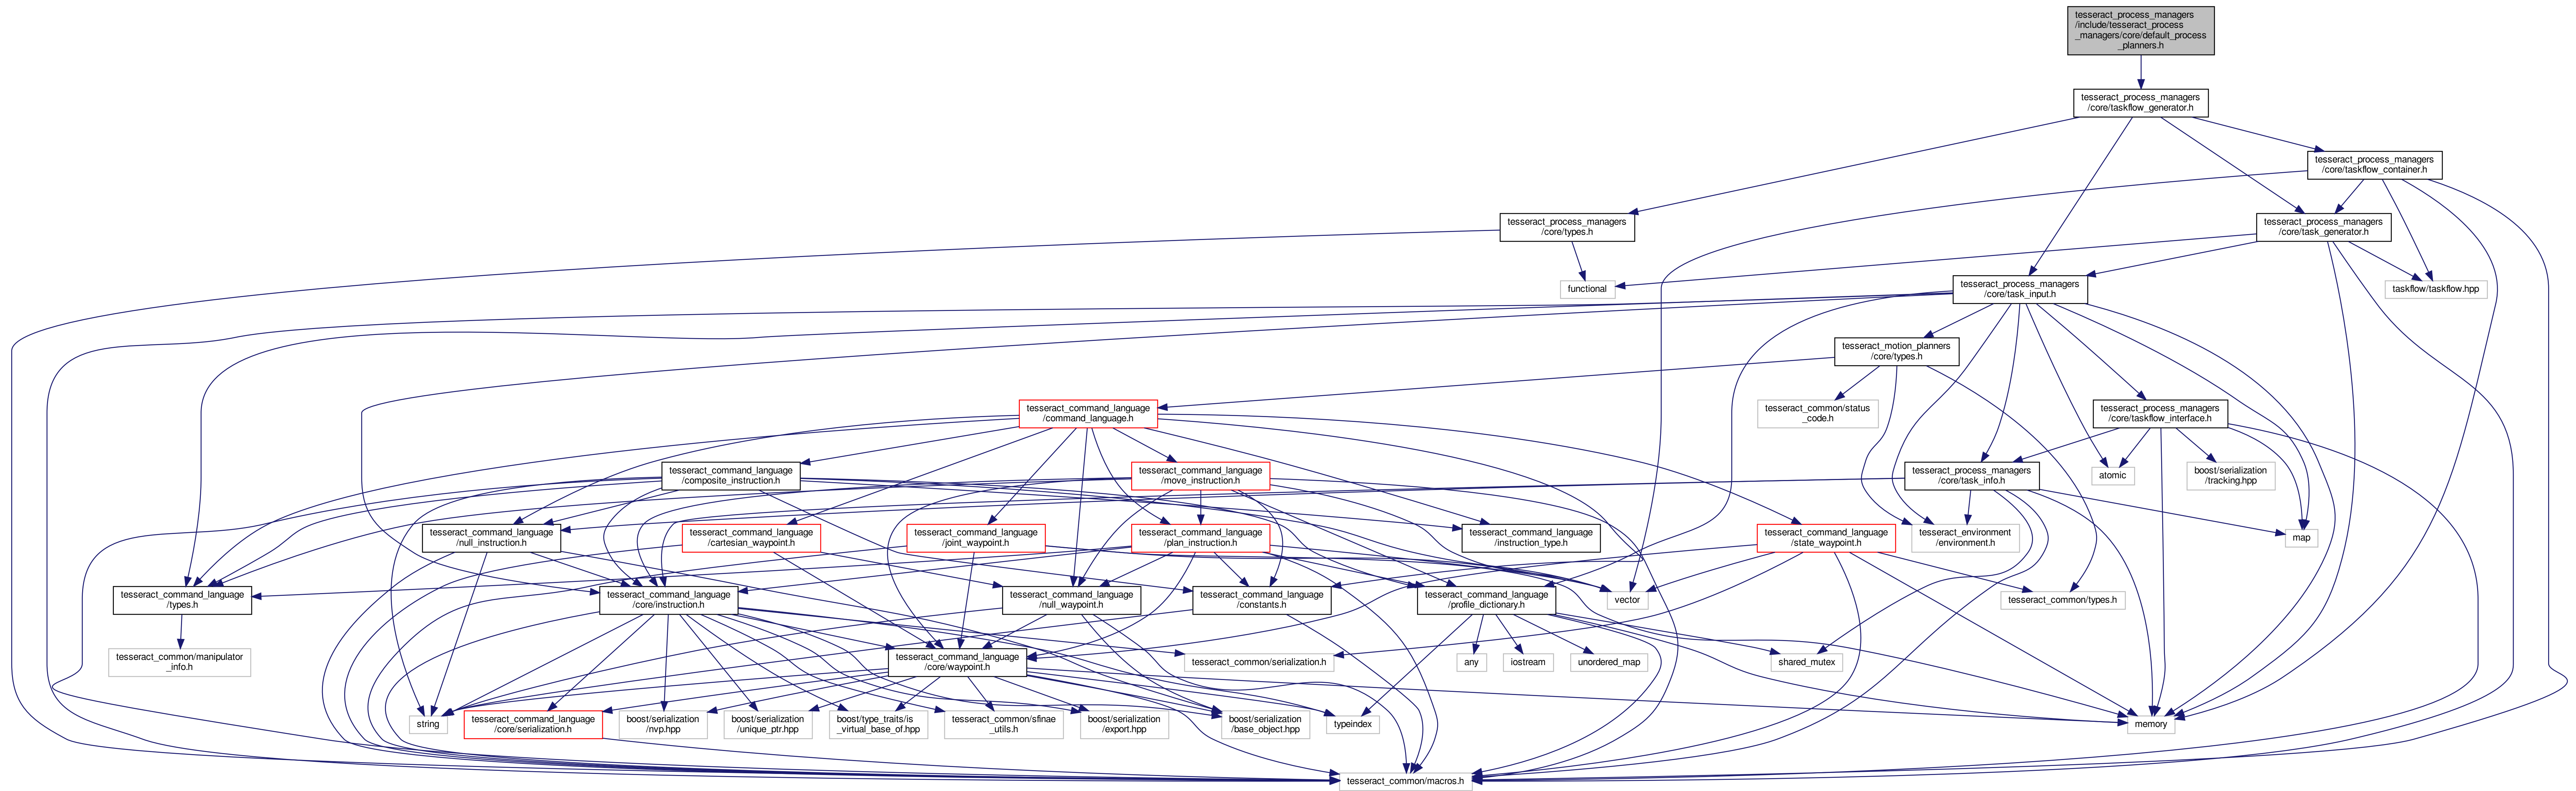 tesseract_process_managers
/include/tesseract_process
_managers/core/default_process
_planners.h
tesseract_process_managers
/core/taskflow_generator.h
tesseract_process_managers
/core/taskflow_container.h
tesseract_process_managers
/core/types.h
tesseract_process_managers
/core/task_generator.h
functional
tesseract_process_managers
/core/task_input.h
taskflow/taskflow.hpp
tesseract_motion_planners
/core/types.h
tesseract_command_language
/command_language.h
tesseract_common/status
_code.h
tesseract_process_managers
/core/taskflow_interface.h
tesseract_command_language
/composite_instruction.h
tesseract_command_language
/move_instruction.h
tesseract_process_managers
/core/task_info.h
atomic
boost/serialization
/tracking.hpp
tesseract_command_language
/null_instruction.h
tesseract_command_language
/cartesian_waypoint.h
tesseract_command_language
/joint_waypoint.h
tesseract_command_language
/plan_instruction.h
tesseract_command_language
/instruction_type.h
tesseract_command_language
/state_waypoint.h
tesseract_environment
/environment.h
map
tesseract_command_language
/types.h
tesseract_command_language
/core/instruction.h
tesseract_command_language
/null_waypoint.h
tesseract_command_language
/constants.h
tesseract_command_language
/profile_dictionary.h
vector
tesseract_common/types.h
tesseract_common/manipulator
_info.h
tesseract_command_language
/core/waypoint.h
tesseract_common/serialization.h
any
iostream
unordered_map
shared_mutex
string
tesseract_command_language
/core/serialization.h
boost/serialization
/nvp.hpp
boost/serialization
/unique_ptr.hpp
boost/type_traits/is
_virtual_base_of.hpp
tesseract_common/sfinae
_utils.h
boost/serialization
/export.hpp
boost/serialization
/base_object.hpp
typeindex
memory
tesseract_common/macros.h